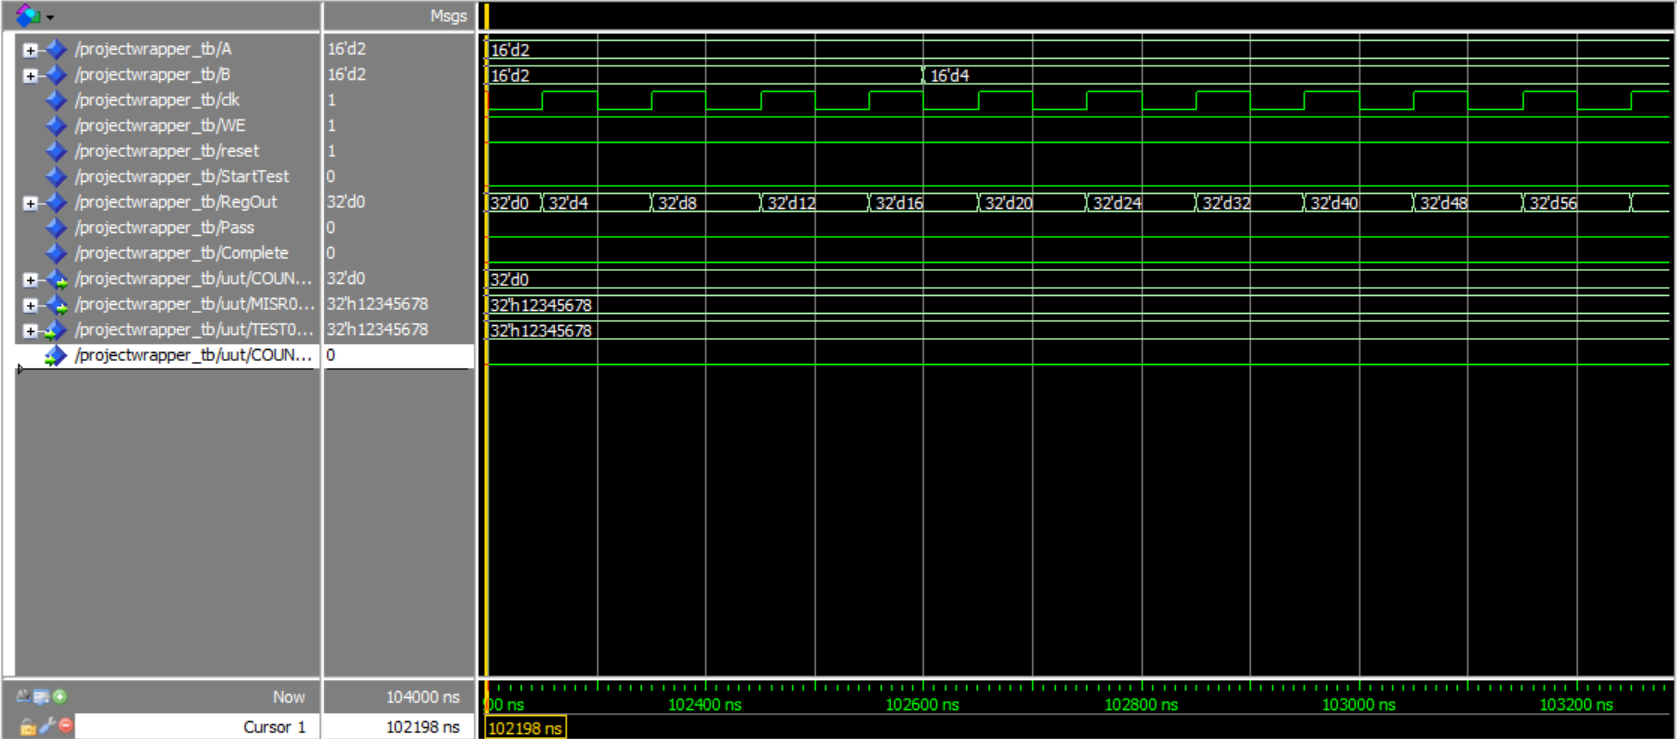 Msgs
/projectwrapper_tb/A 16'd2 16'd2
/projectwrapper_tb/B 16'd2 16'd2 16'd4
/projectwrapper_tb/clk 1
/projectwrapper_tb/WE 1
/projectwrapper_tb/reset 1
/projectwrapper_tb/StartTest 0
/projectwrapper_tb/RegOut 32'd0 32'd0 32'd4 32'd8 32'd12 32'd16 32'd20 32'd24 32'd32 32'd40 32'd48 32'd56
/projectwrapper_tb/Pass 0
/projectwrapper_tb/Complete 0
/projectwrapper_tb/uut/COUN... 32'd0 32'd0
/projectwrapper_tb/uut/MISR0... 32'h12345678 32'h12345678
/projectwrapper_tb/uut/TEST0... 32'h12345678 32'h12345678
/projectwrapper_tb/uut/COUN... 0
Now 104000 ns 00 ns 102400 ns 102600 ns 102800 ns 103000 ns 103200 ns
Cursor 1 102198 ns 102198 ns